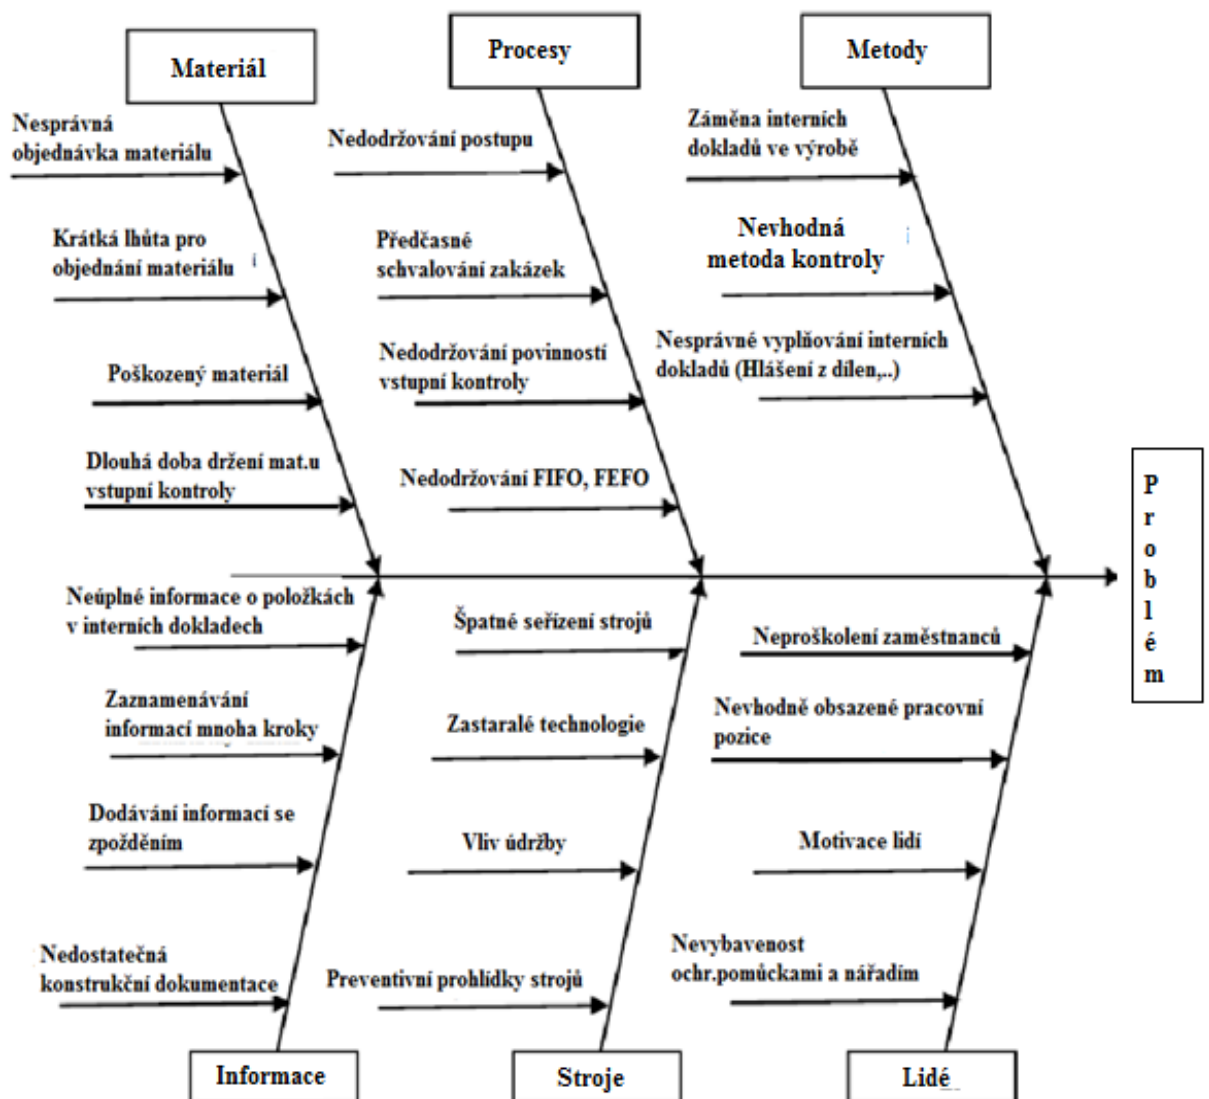 Materiál
Procesy
Metody
Nesprávná
objednávka materiálu
Krátká lhůta pro
objednání materiálu
Poškozený materiál
Dlouhá doba držení mat.u
vstupní kontroly
Nedodržování postupu
Předčasné
schvalování zakázek
Nedodržování povinností
vstupní kontroly
Nedodržování FIFO, FEFO
Záměna interních
dokladů ve výrobě
Nevhodná
metoda kontroly
Nesprávné vyplňování interních
dokladů (Hlášení z dílen,..)
Problém
Neúplné informace o položkách
v interních dokladech
Zaznamenávání
informací mnoha kroky
Dodávání informací se
zpožděním
Nedostatečná
konstrukční dokumentace
Špatné seřízení strojů
Zastaralé technologie
Vliv údržby
Preventivní prohlídky strojů
Neproškolení zaměstnanců
Nevhodně obsazené pracovní
pozice
Motivace lidí
Nevybavenost
ochr.pomůckami a nářadím
Informace
Stroje
Lidé